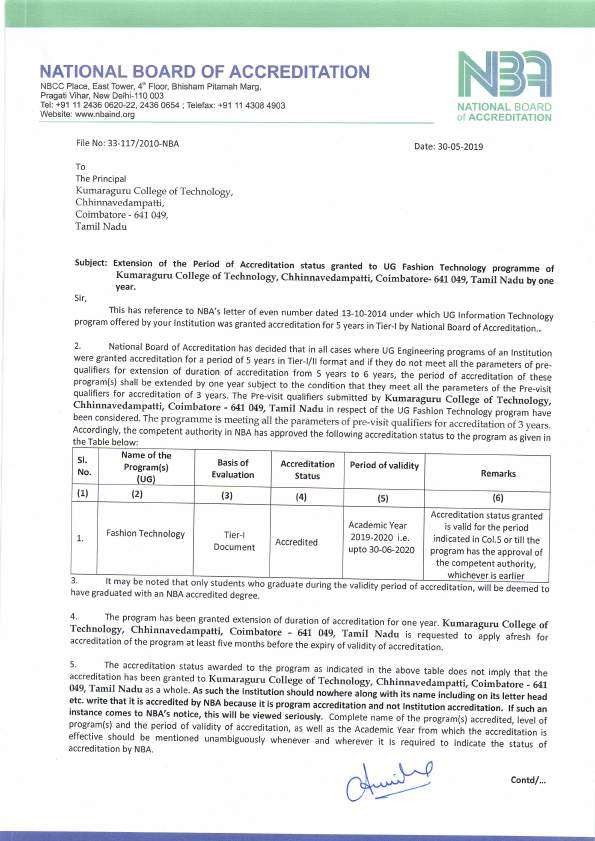 NATIONAL BOARD OF ACCREDITATION
NBCC Place, East Tower, 4th Floor, Bhisham Pitamah Marg,
Pragati Vihar, New Delhi-110 003
Tel: +91 11 2436 0620-22, 2436 0654 ; Telefax: +91 11 4308 4903
Website: www.nbaind.org
NBA
NATIONAL BOARD
of ACCREDITATION
File No: 33-117/2010-NBA
Date: 30-05-2019
To
The Principal
Kumaraguru College of Technology,
Chhinnavedampatti,
Coimbatore - 641 049,
Tamil Nadu
Subject: Extension of the Period of Accreditation status granted to UG Fashion Technology programme of
Kumaraguru College of Technology, Chhinnavedampatti, Coimbatore- 641 049, Tamil Nadu by one
year.
Sir,
This has reference to NBA's letter of even number dated 13-10-2014 under which UG Information Technology
program offered by your Institution was granted accreditation for 5 years in Tier-I by National Board of Accreditation..
2. National Board of Accreditation has decided that in all cases where UG Engineering programs of an Institution
were granted accreditation for a period of 5 years in Tier-I/II format and if they do not meet all the parameters of pre-
qualifiers for extension of duration of accreditation from 5 years to 6 years, the period of accreditation of these
program(s) shall be extended by one year subject to the condition that they meet all the parameters of the Pre-visit
qualifiers for accreditation of 3 years. The Pre-visit qualifiers submitted by Kumaraguru College of Technology,
Chhinnavedampatti, Coimbatore - 641 049, Tamil Nadu in respect of the UG Fashion Technology program have
been considered. The programme is meeting all the parameters of pre-visit qualifiers for accreditation of 3 years.
Accordingly, the competent authority in NBA has approved the following accreditation status to the program as given in
the Table below:
Sl. No. Name of the Program(s) (UG) Basis of Evaluation Accreditation Status Period of validity Remarks
(1) (2) (3) (4) (5) (6)
1. Fashion Technology Tier-I Document Accredited Academic Year 2019-2020 i.e. upto 30-06-2020 Accreditation status granted is valid for the period indicated in Col.5 or till the program has the approval of the competent authority, whichever is earlier
3. It may be noted that only students who graduate during the validity period of accreditation, will be deemed to
have graduated with an NBA accredited degree.
4. The program has been granted extension of duration of accreditation for one year. Kumaraguru College of
Technology, Chhinnavedampatti, Coimbatore - 641 049, Tamil Nadu is requested to apply afresh for
accreditation of the program at least five months before the expiry of validity of accreditation.
5. The accreditation status awarded to the program as indicated in the above table does not imply that the
accreditation has been granted to Kumaraguru College of Technology, Chhinnavedampatti, Coimbatore - 641
049, Tamil Nadu as a whole. As such the Institution should nowhere along with its name including on its letter head
etc. write that it is accredited by NBA because it is program accreditation and not Institution accreditation. If such an
instance comes to NBA's notice, this will be viewed seriously. Complete name of the program(s) accredited, level of
program(s) and the period of validity of accreditation, as well as the Academic Year from which the accreditation is
effective should be mentioned unambiguously whenever and wherever it is required to indicate the status of
accreditation by NBA.
Contd/...